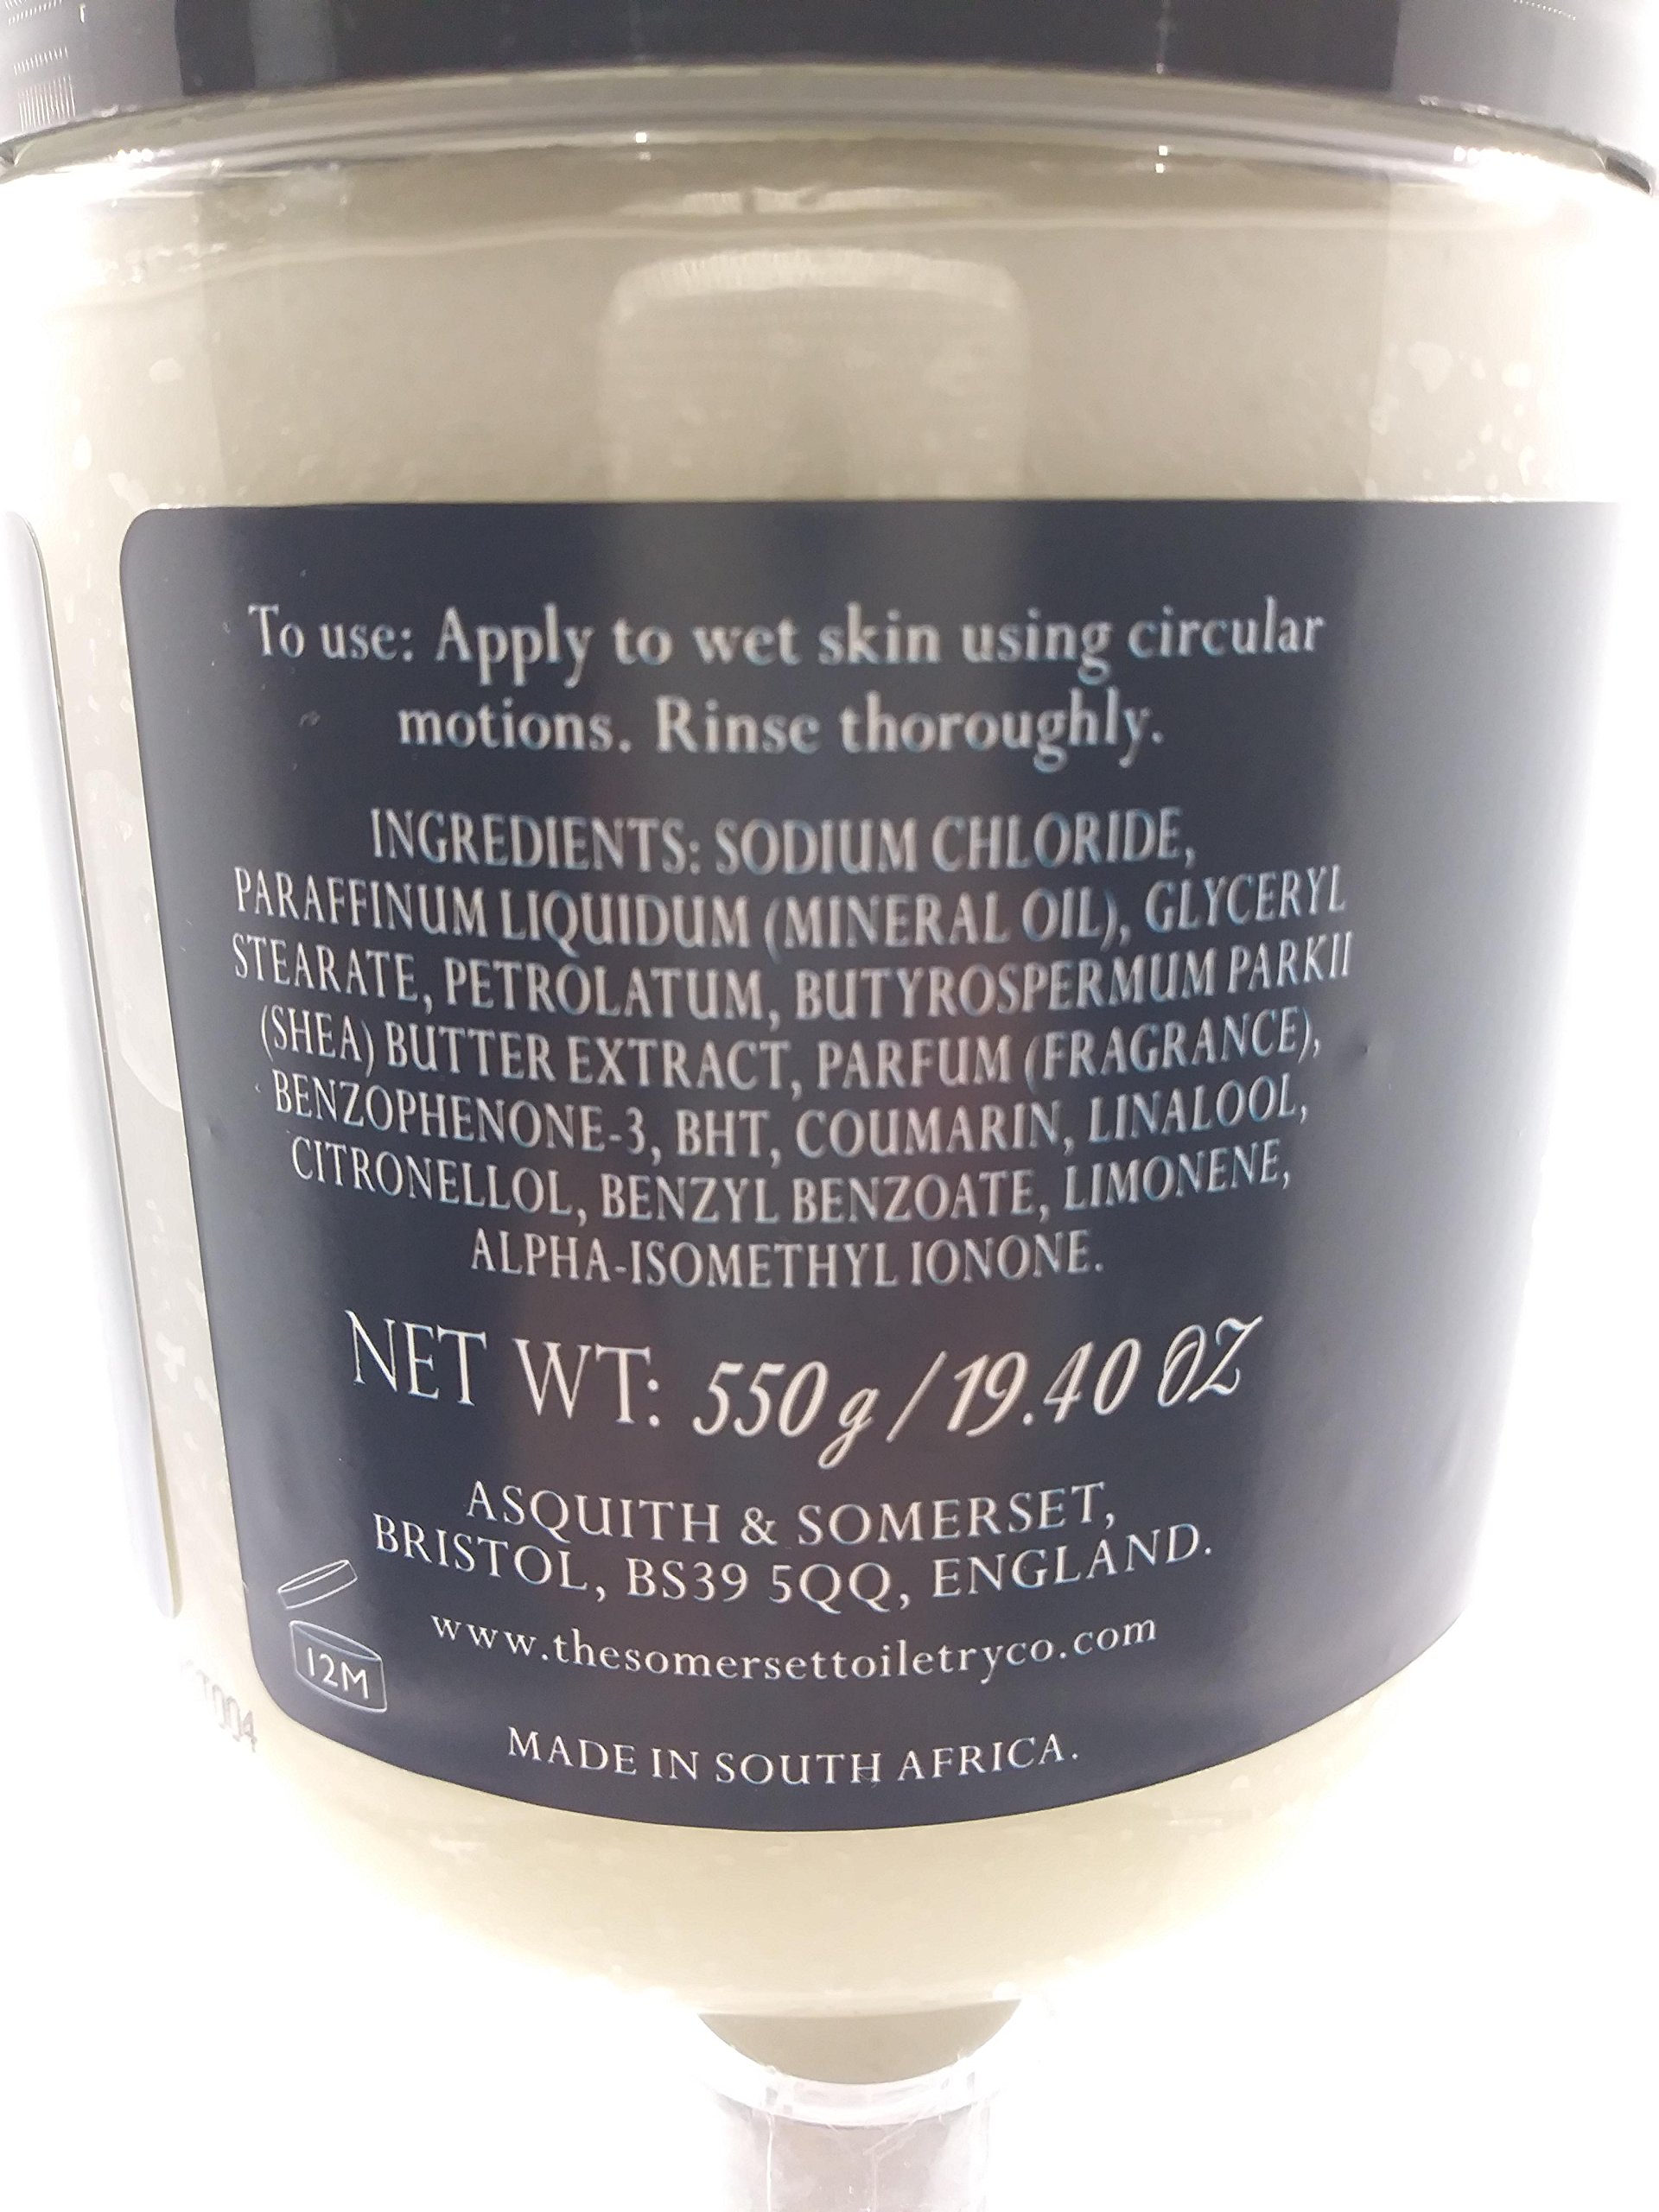 To use: Apply to wet skin using circular
motions. Rinse thoroughly.
INGREDIENTS: SODIUM CHLORIDE,
PARAFFINUM LIQUIDUM (MINERAL OIL), GLYCERYL
STEARATE, PETROLATUM, BUTYROSPERMUM PARKII
(SHEA) BUTTER EXTRACT, PARFUM (FRAGRANCE),
BENZOPHENONE-3, BHT, COUMARIN, LINALOOL,
CITRONELLOL, BENZYL BENZOATE, LIMONENE,
ALPHA-ISOMETHYL IONONE.
NET WT: 550g/19.40 OZ
ASQUITH & SOMERSET,
BRISTOL, BS39 5QQ, ENGLAND.
www.thesomersettoiletryco.com
12M
MADE IN SOUTH AFRICA.